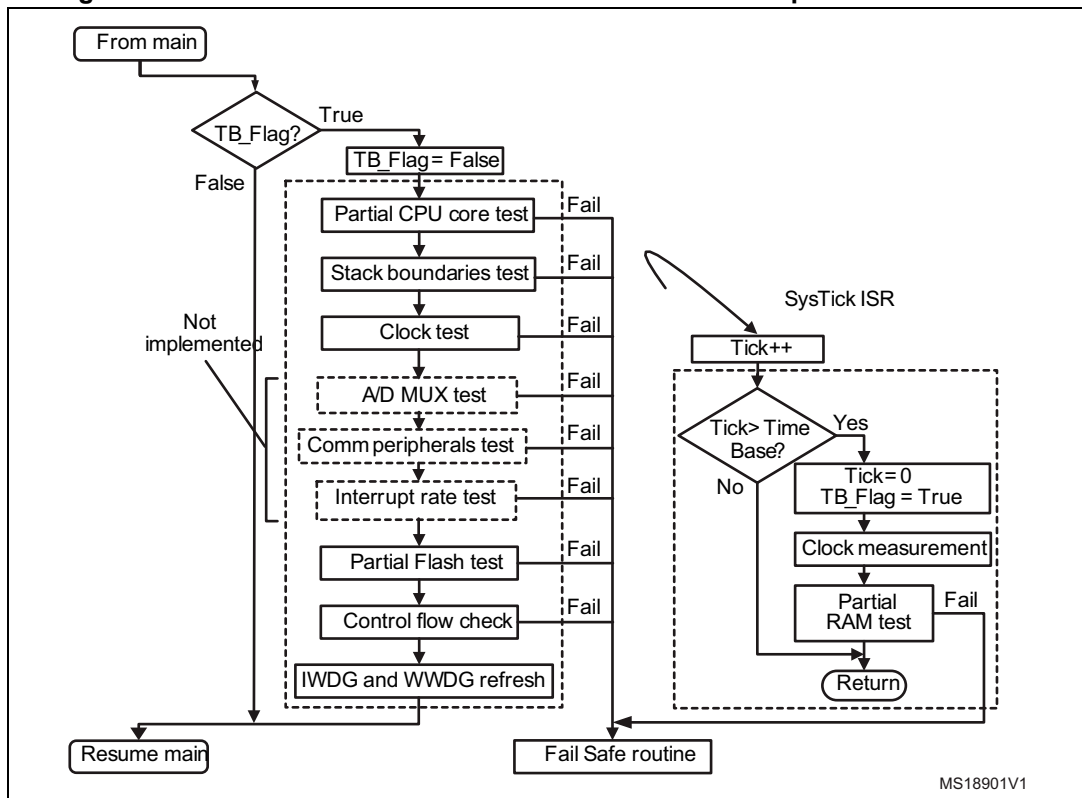 From main
TB_Flag?
True
False
TB_Flag= False
Partial CPU core test
Fail
Stack boundaries test
Fail
Clock test
Fail
Not
implemented
A/D MUX test
Fail
Comm peripherals test
Fail
Interrupt rate test
Fail
Partial Flash test
Fail
Control flow check
Fail
IWDG and WWDG refresh
Resume main
Fail Safe routine
SysTick ISR
Tick++
Tick> Time
Base?
Yes
No
Tick=0
TB_Flag = True
Clock measurement
Partial
RAM test
Fail
Return
MS18901V1